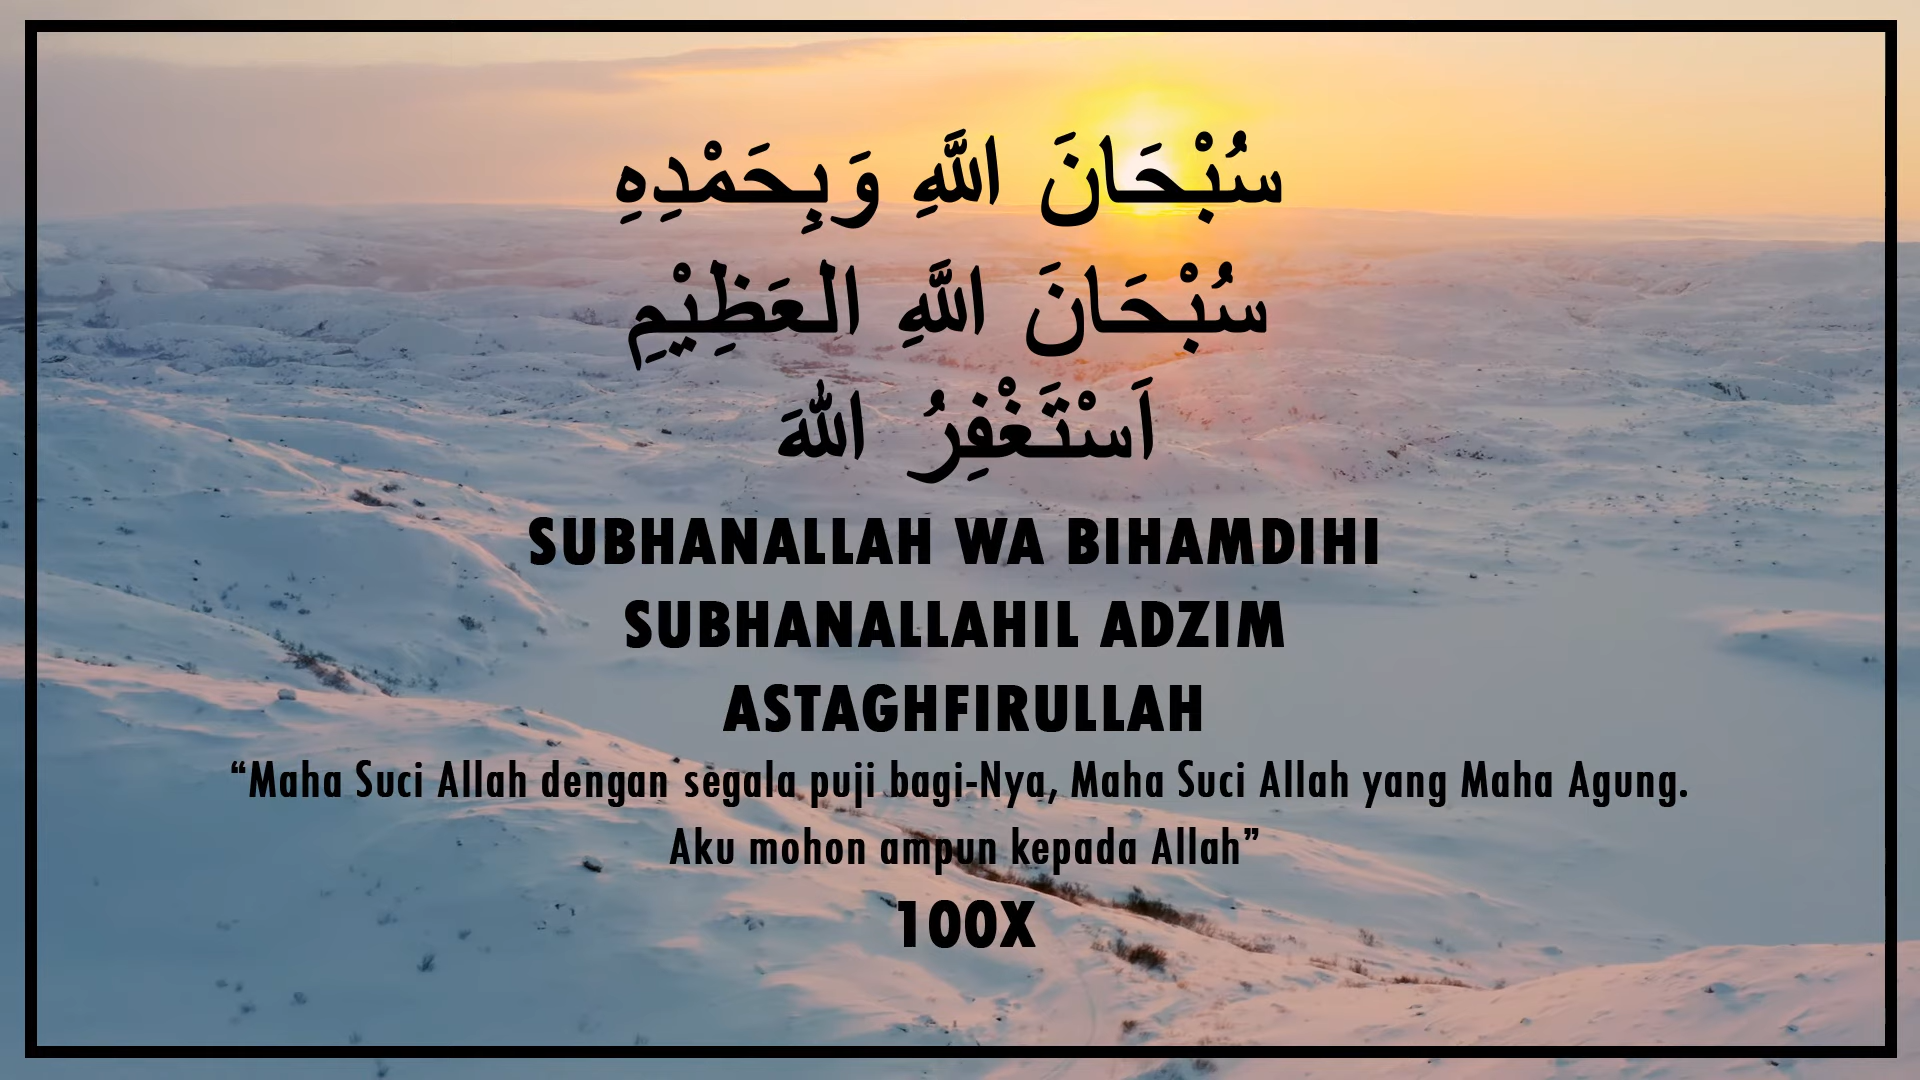 سُبْحَانَ اللَّهِ وَبِحَمْدِهِ
سُبْحَانَ اللَّهِ الْعَظِيْمِ
اَسْتَغْفِرُ اللهَ
SUBHANALLAH WA BIHAMDIHI
SUBHANALLAHIL ADZIM
ASTAGHFIRULLAH
“Maha Suci Allah dengan segala puji bagi-Nya, Maha Suci Allah yang Maha Agung.
Aku mohon ampun kepada Allah”
100X